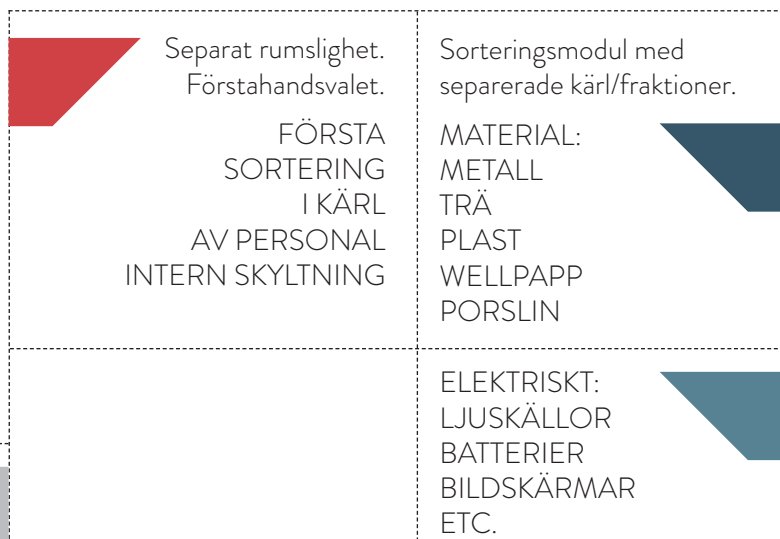 Separat rumslighet.
Förstahandsvalet.
FÖRSTA
SORTERING
I KÄRL
AV PERSONAL
INTERN SKYLTNING
Sorteringsmodul med
separerade kärl/fraktioner.
MATERIAL:
METALL
TRÄ
PLAST
WELLPAPP
PORSLIN
ELEKTRISKT:
LJUSKÄLLOR
BATTERIER
BILDSKÄRMAR
ETC.